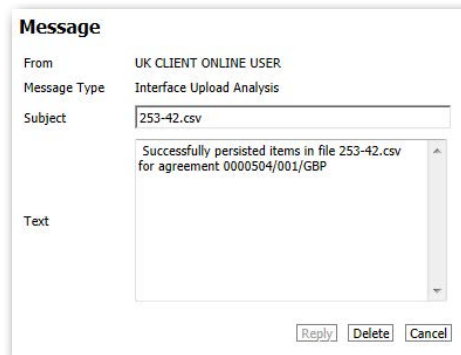 Message
From UK CLIENT ONLINE USER
Message Type Interface Upload Analysis
Subject 253-42.csv
Successfully persisted items in file 253-42.csv
for agreement 0000504/001/GBP
Text
Reply Delete Cancel